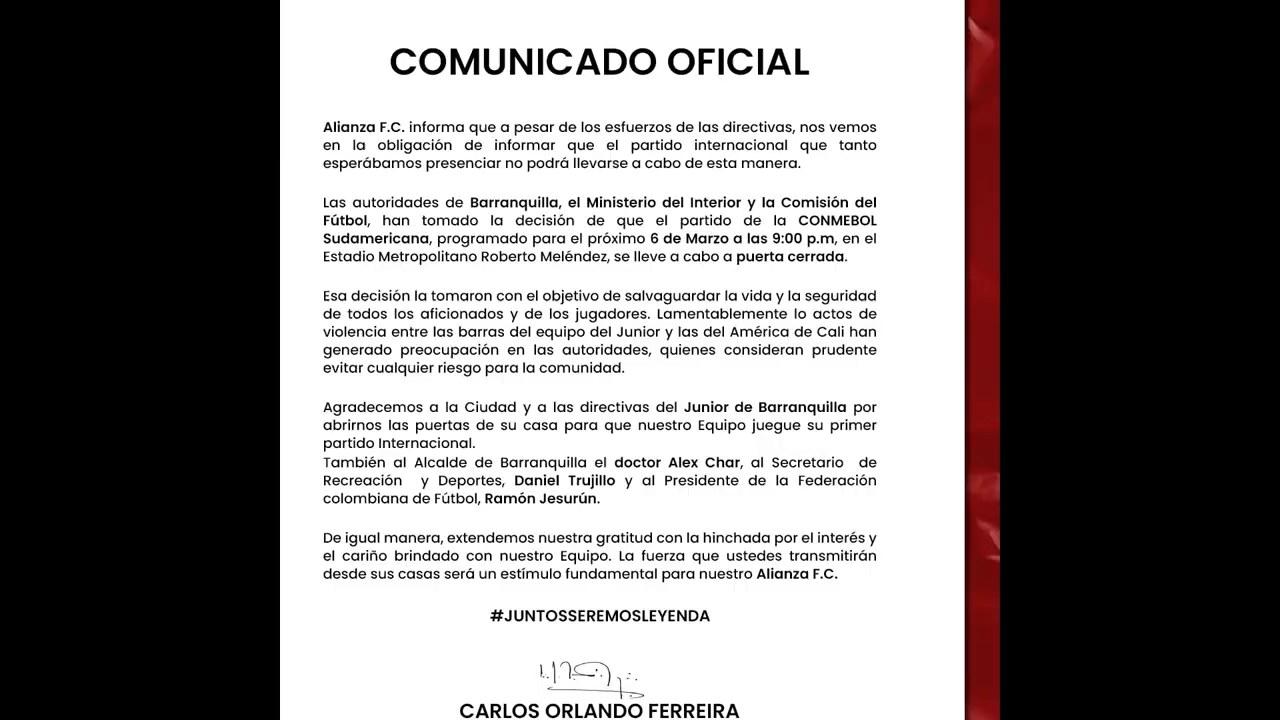 COMUNICADO OFICIAL
Alianza F.C. informa que a pesar de los esfuerzos de las directivas, nos vemos
en la obligación de informar que el partido internacional que tanto
esperábamos presenciar no podrá llevarse a cabo de esta manera.
Las autoridades de Barranquilla, el Ministerio del Interior y la Comisión del
Fútbol, han tomado la decisión de que el partido de la CONMEBOL
Sudamericana, programado para el próximo 6 de Marzo a las 9:00 p.m, en el
Estadio Metropolitano Roberto Meléndez, se lleve a cabo a puerta cerrada.
Esa decisión la tomaron con el objetivo de salvaguardar la vida y la seguridad
de todos los aficionados y de los jugadores. Lamentablemente lo actos de
violencia entre las barras del equipo del Junior y las del América de Cali han
generado preocupación en las autoridades, quienes consideran prudente
evitar cualquier riesgo para la comunidad.
Agradecemos a la Ciudad y a las directivas del Junior de Barranquilla por
abrirnos las puertas de su casa para que nuestro Equipo juegue su primer
partido Internacional.
También al Alcalde de Barranquilla el doctor Alex Char, al Secretario de
Recreación y Deportes, Daniel Trujillo y al Presidente de la Federación
colombiana de Fútbol, Ramón Jesurún.
De igual manera, extendemos nuestra gratitud con la hinchada por el interés y
el cariño brindado con nuestro Equipo. La fuerza que ustedes transmitirán
desde sus casas será un estímulo fundamental para nuestro Alianza F.C.
#JUNTOSSEREMOSLEYENDA
CARLOS ORLANDO FERREIRA